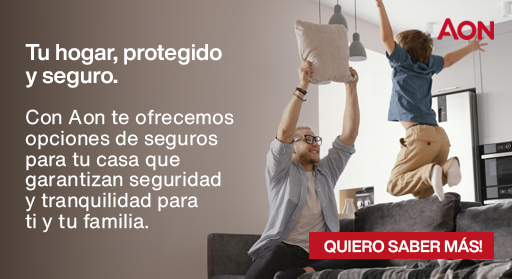 AON
Tu hogar, protegido
y seguro.
Con Aon te ofrecemos
opciones de seguros
para tu casa que
garantizan seguridad
y tranquilidad para
ti y tu familia.
QUIERO SABER MÁS!